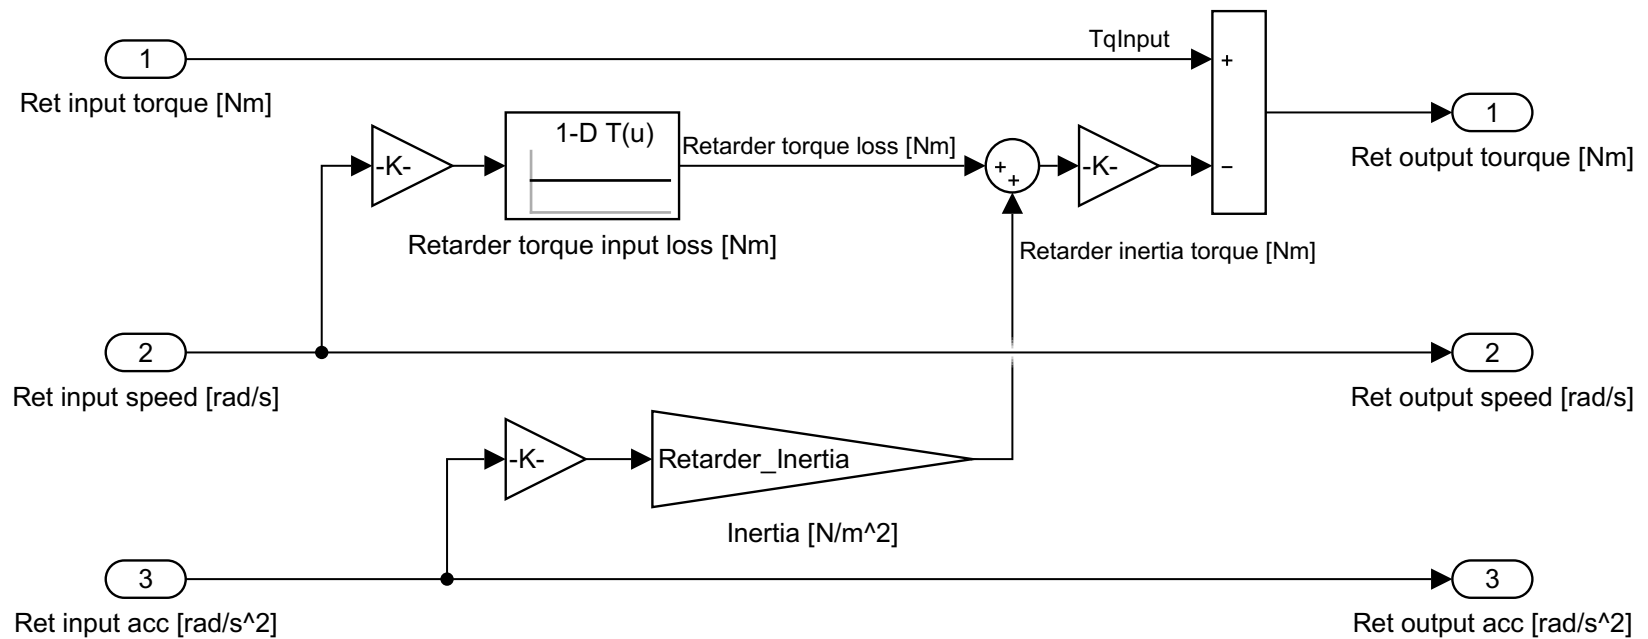 TqInput
1
+
Ret input torque [Nm]
1-D T(u)
Retarder torque loss [Nm]
1
-K-
+
+
-K-
−
Ret output tourque [Nm]
Retarder torque input loss [Nm]
Retarder inertia torque [Nm]
2
2
Ret input speed [rad/s]
Ret output speed [rad/s]
-K-
Retarder_Inertia
Inertia [N/m^2]
3
3
Ret input acc [rad/s^2]
Ret output acc [rad/s^2]